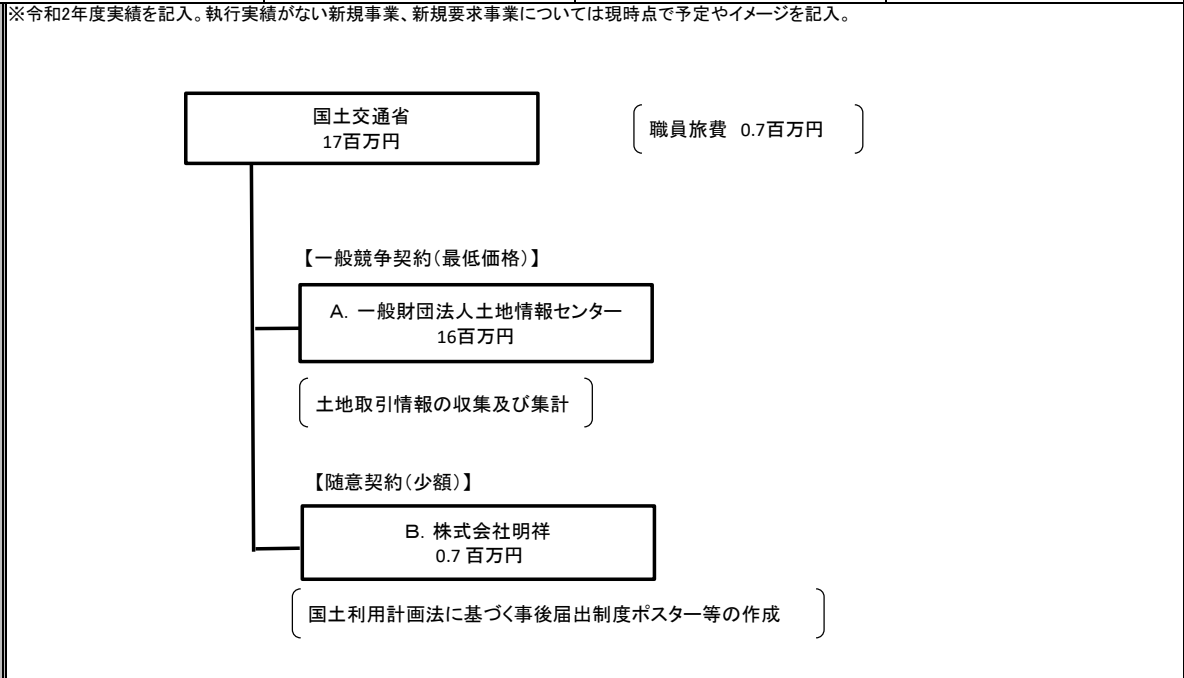 ※令和2年度実績を記入。執行実績がない新規事業、新規要求事業については現時点で予定やイメージを記入。
国土交通省
17百万円
職員旅費 0.7百万円
【一般競争契約(最低価格)】
A. 一般財団法人土地情報センター
16百万円
土地取引情報の収集及び集計
【随意契約(少額)】
B. 株式会社明祥
0.7 百万円
国土利用計画法に基づく事後届出制度ポスター等の作成